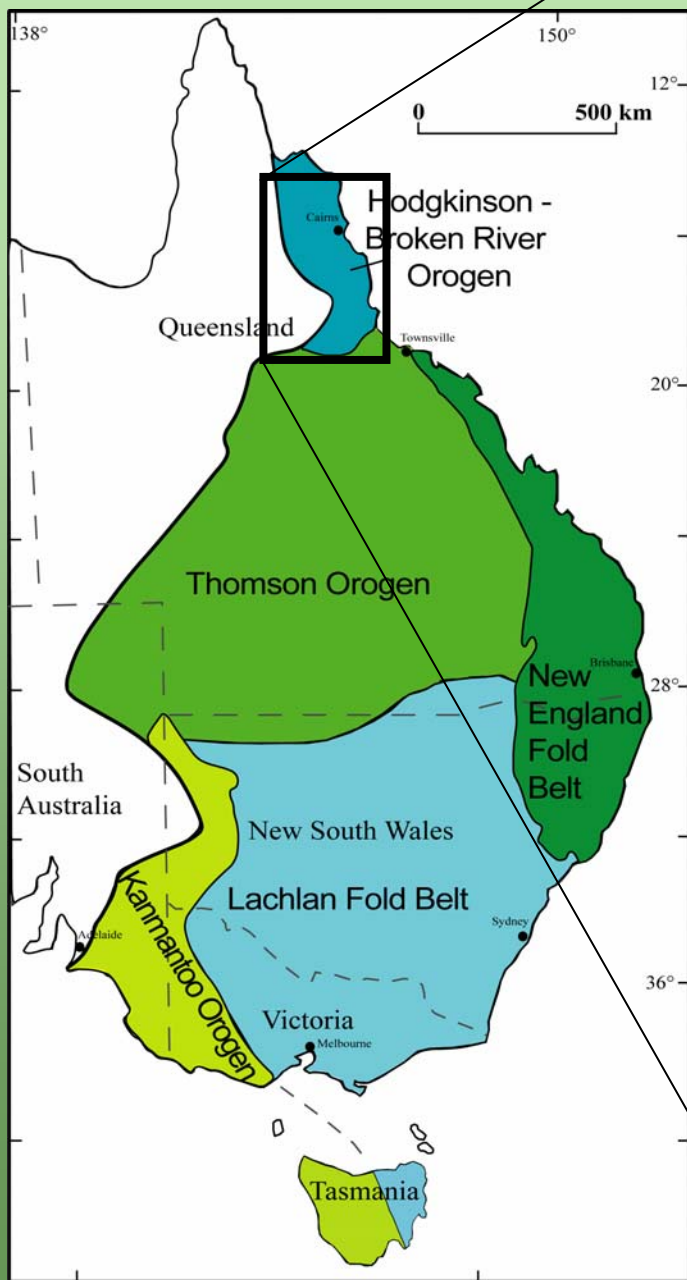 138°
150°
12°
0 500 km
Hodgkinson -
Broken River
Orogen
Cairns
Queensland
Townsville
20°
Thomson Orogen
Brisbane
28°
New
England
Fold
Belt
South
Australia
New South Wales
Lachlan Fold Belt
Kanmantoo Orogen
Adelaide
Sydney
36°
Victoria
Melbourne
Tasmania